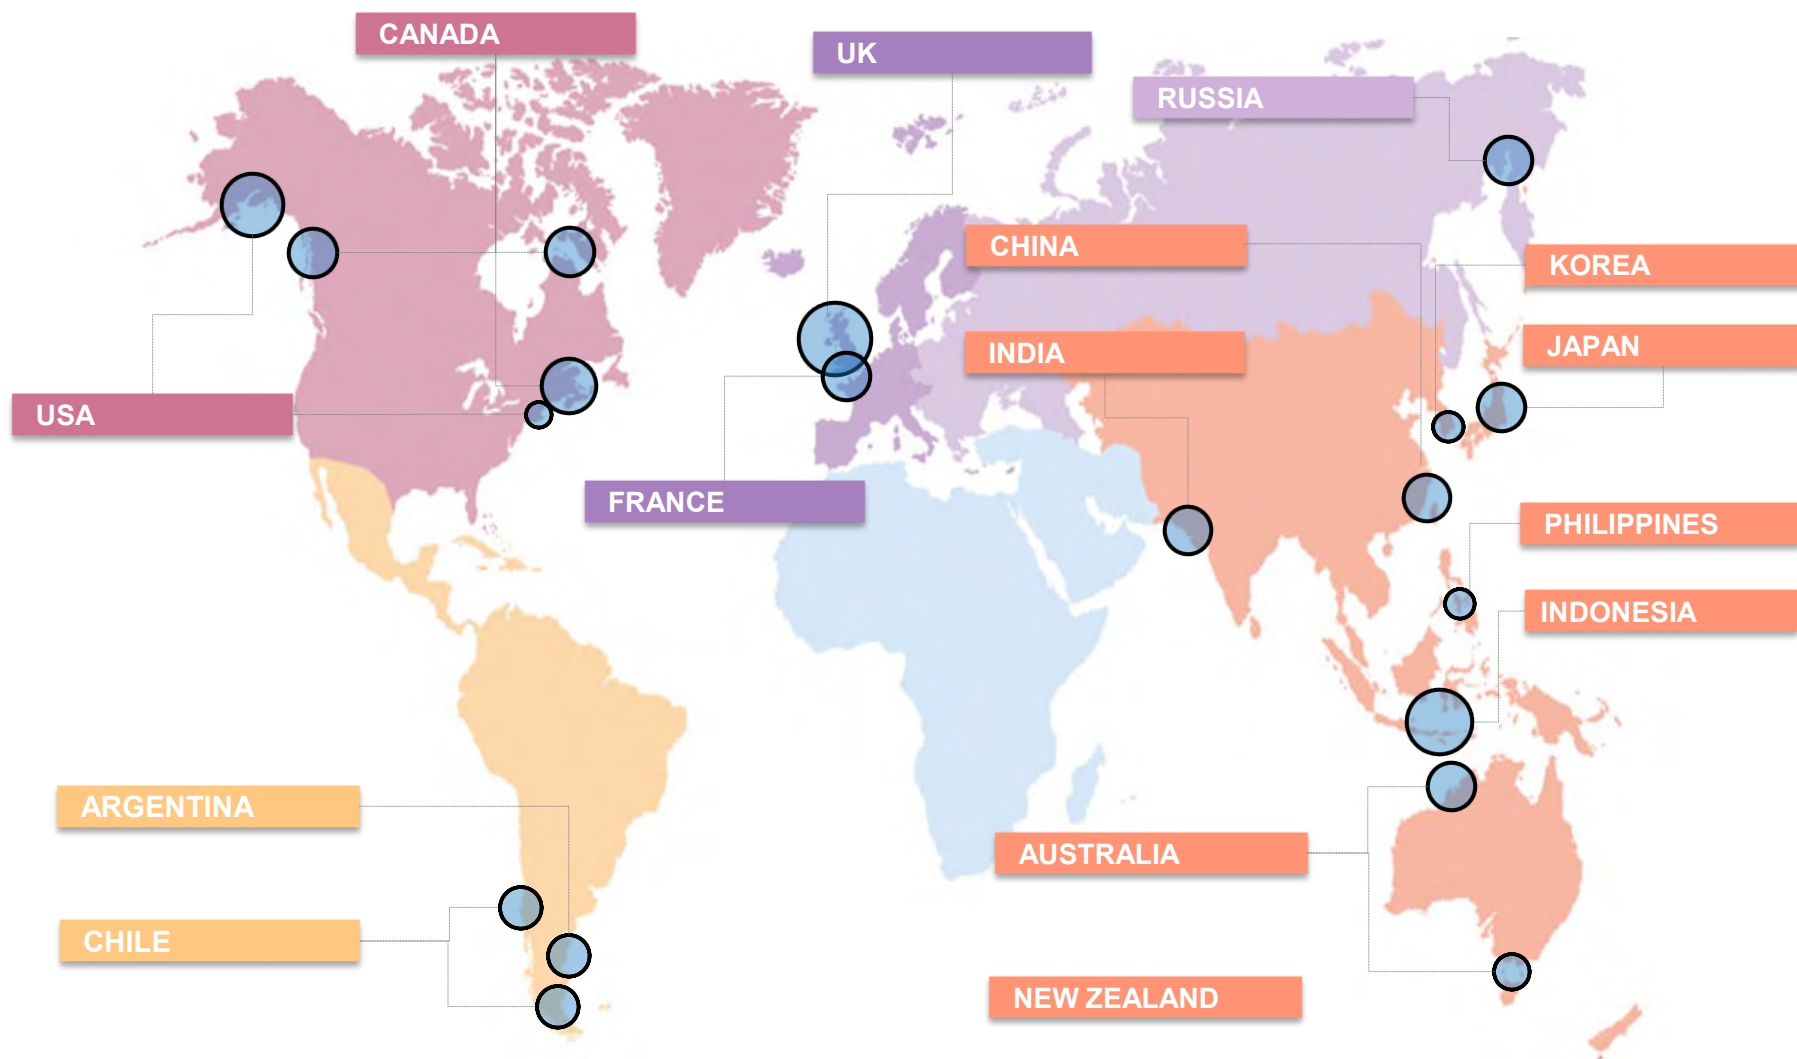 CANADA
UK
RUSSIA
CHINA
KOREA
INDIA
JAPAN
USA
FRANCE
PHILIPPINES
INDONESIA
ARGENTINA
AUSTRALIA
CHILE
NEW ZEALAND